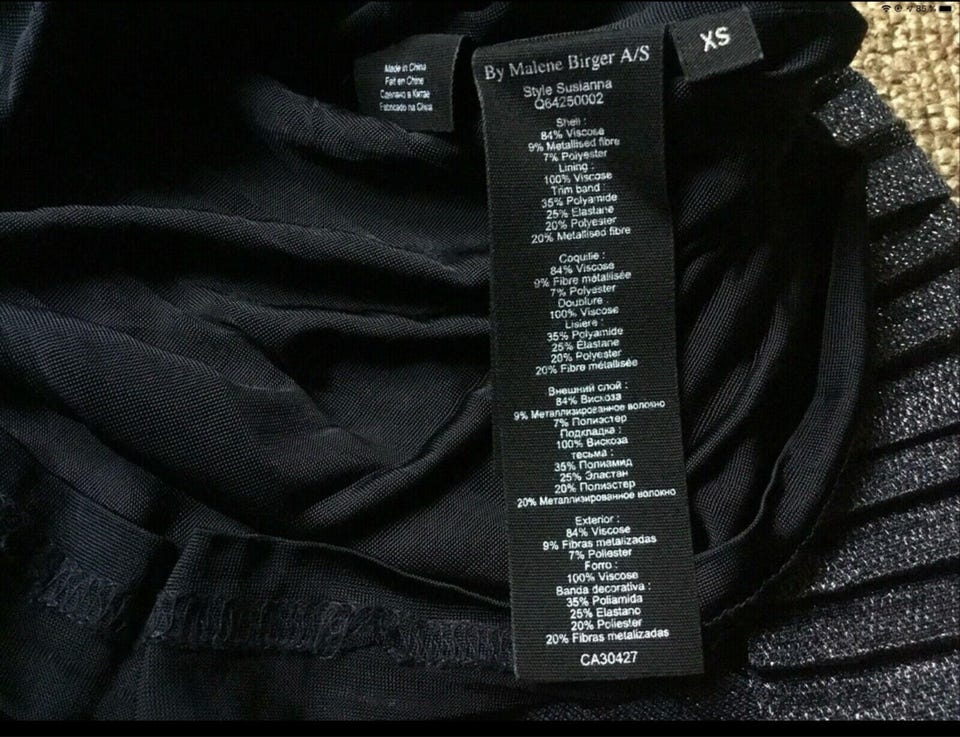 85 %
Made in China
Fait en Chine
Сделано в Китае
Fabricado na China
By Malene Birger A/S
XS
Style Susianna
Q64250002
Shell :
84% Viscose
9% Metallised fibre
7% Polyester
Lining :
100% Viscose
Trim band :
35% Polyamide
25% Elastane
20% Polyester
20% Metallised fibre
Coquille :
84% Viscose
9% Fibre métallisée
7% Polyester
Doublure :
100% Viscose
Lisière :
35% Polyamide
25% Élastane
20% Polyester
20% Fibre métallisée
Внешний слой :
84% Вискоза
9% Металлизированное волокно
7% Полиэстер
Подкладка :
100% Вискоза
тесьма :
35% Полиамид
25% Эластан
20% Полиэстер
20% Металлизированное волокно
Exterior :
84% Viscose
9% Fibras metalizadas
7% Poliester
Forro :
100% Viscose
Banda decorativa :
35% Poliamida
25% Elastano
20% Poliester
20% Fibras metalizadas
CA30427